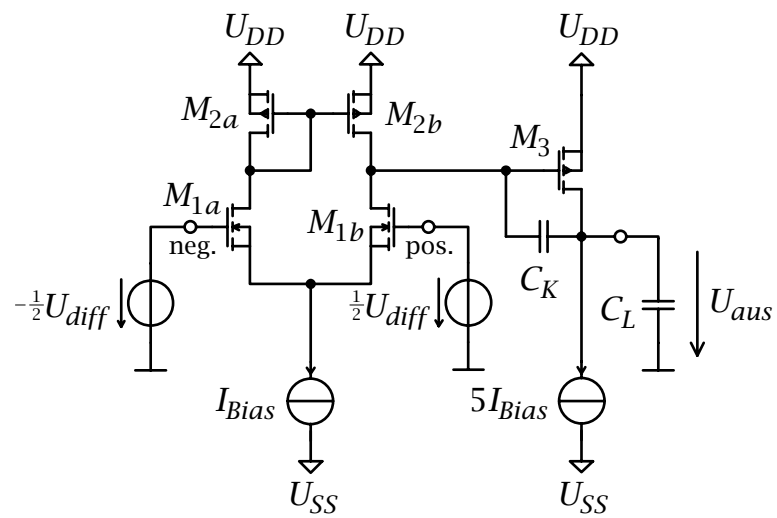 U_DD U_DD U_DD
M_2a M_2b M_3
M_1a M_1b
neg. pos.
-½U_diff ½U_diff C_K C_L U_aus
I_Bias 5I_Bias
U_SS U_SS